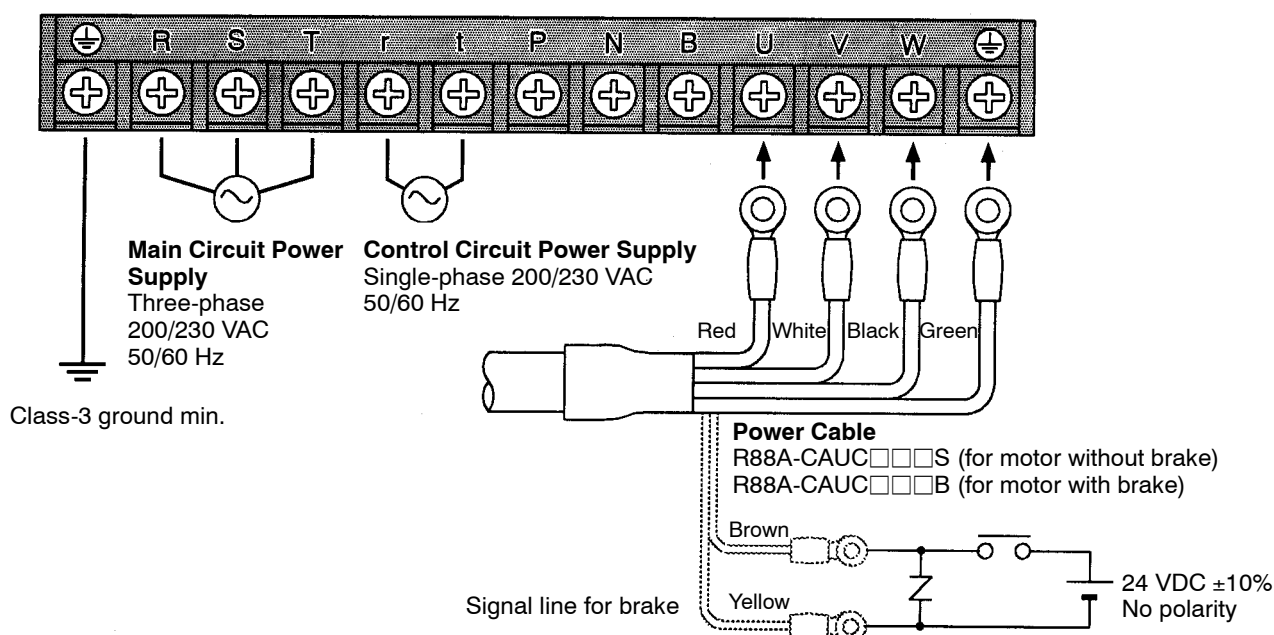 R S T r t P N B U V W
Main Circuit Power
Supply
Three-phase
200/230 VAC
50/60 Hz
Control Circuit Power Supply
Single-phase 200/230 VAC
50/60 Hz
Class-3 ground min.
Red White Black Green
Power Cable
R88A-CAUC□□□S (for motor without brake)
R88A-CAUC□□□B (for motor with brake)
Brown
24 VDC ±10%
No polarity
Signal line for brake
Yellow